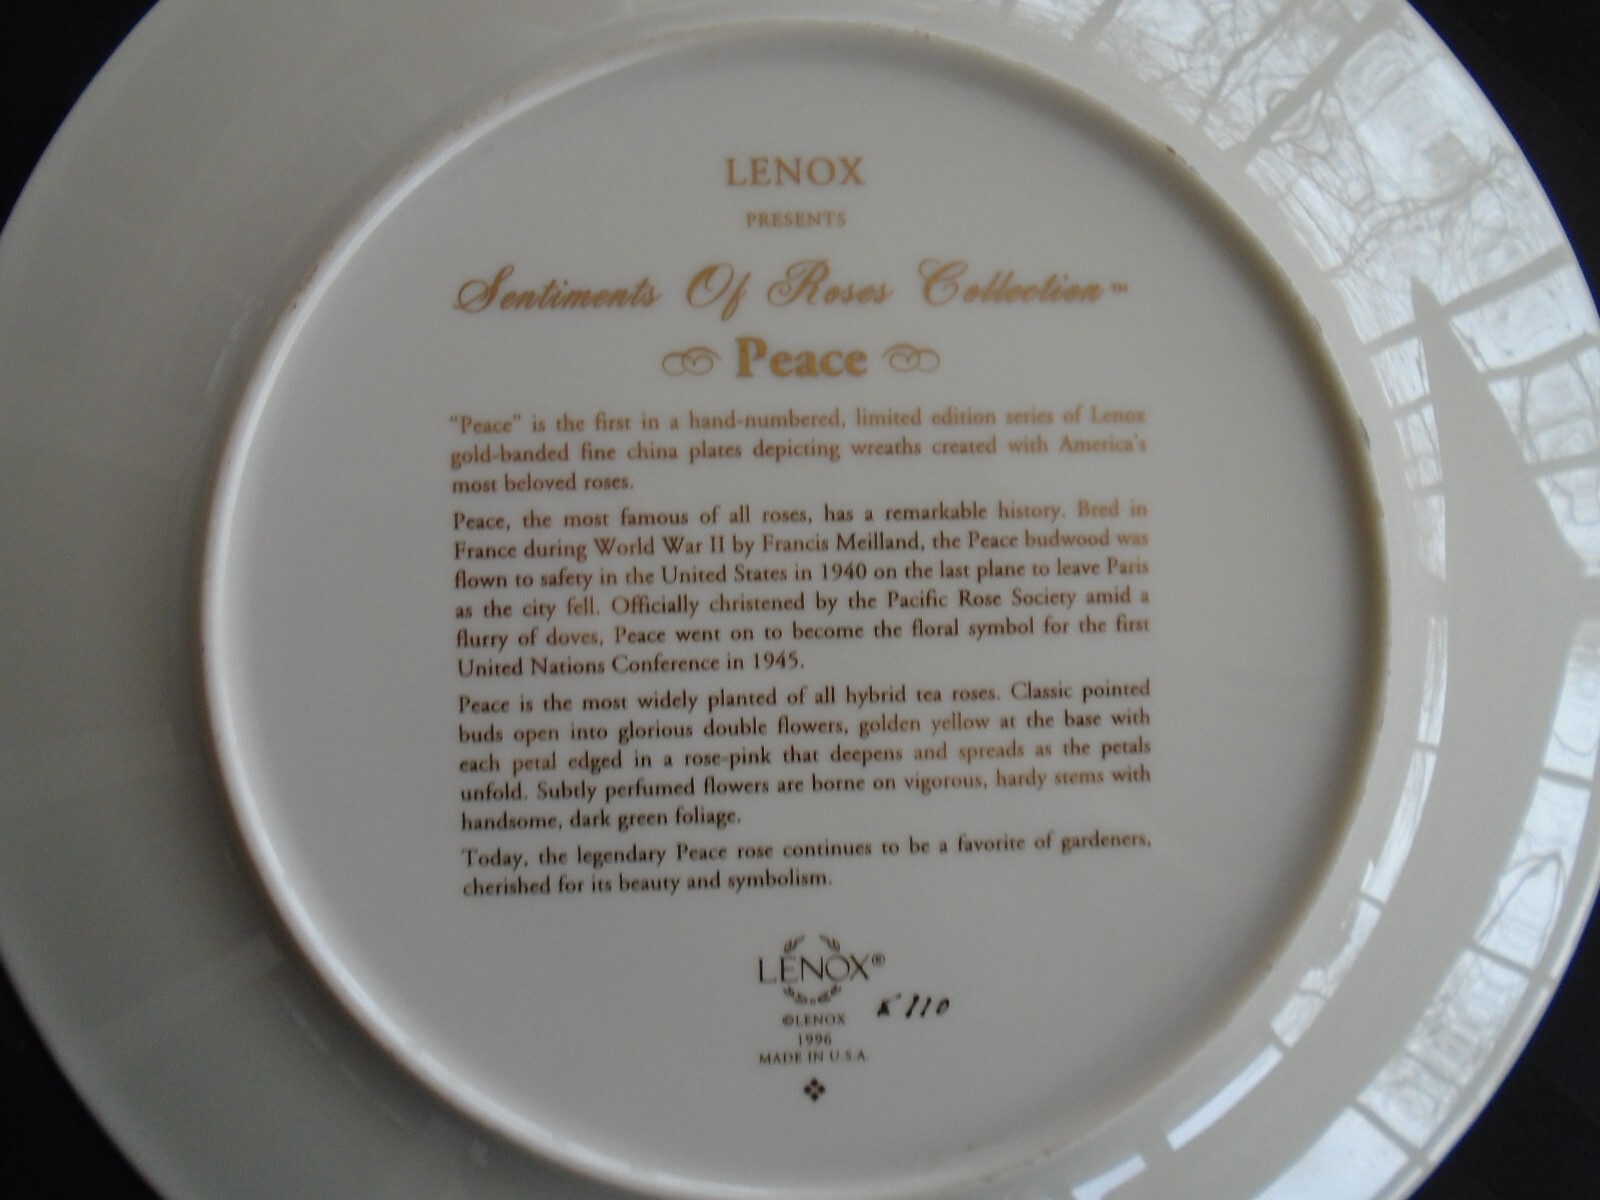 LENOX
PRESENTS
Sentiments Of Roses Collection™
Peace
"Peace" is the first in a hand-numbered, limited edition series of Lenox
gold-banded fine china plates depicting wreaths created with America's
most beloved roses.
Peace, the most famous of all roses, has a remarkable history. Bred in
France during World War II by Francis Meilland, the Peace budwood was
flown to safety in the United States in 1940 on the last plane to leave Paris
as the city fell. Officially christened by the Pacific Rose Society amid a
flurry of doves, Peace went on to become the floral symbol for the first
United Nations Conference in 1945.
Peace is the most widely planted of all hybrid tea roses. Classic pointed
buds open into glorious double flowers, golden yellow at the base with
each petal edged in a rose-pink that deepens and spreads as the petals
unfold. Subtly perfumed flowers are borne on vigorous, hardy stems with
handsome, dark green foliage.
Today, the legendary Peace rose continues to be a favorite of gardeners,
cherished for its beauty and symbolism.
LENOX®
©LENOX
1996
MADE IN U.S.A.